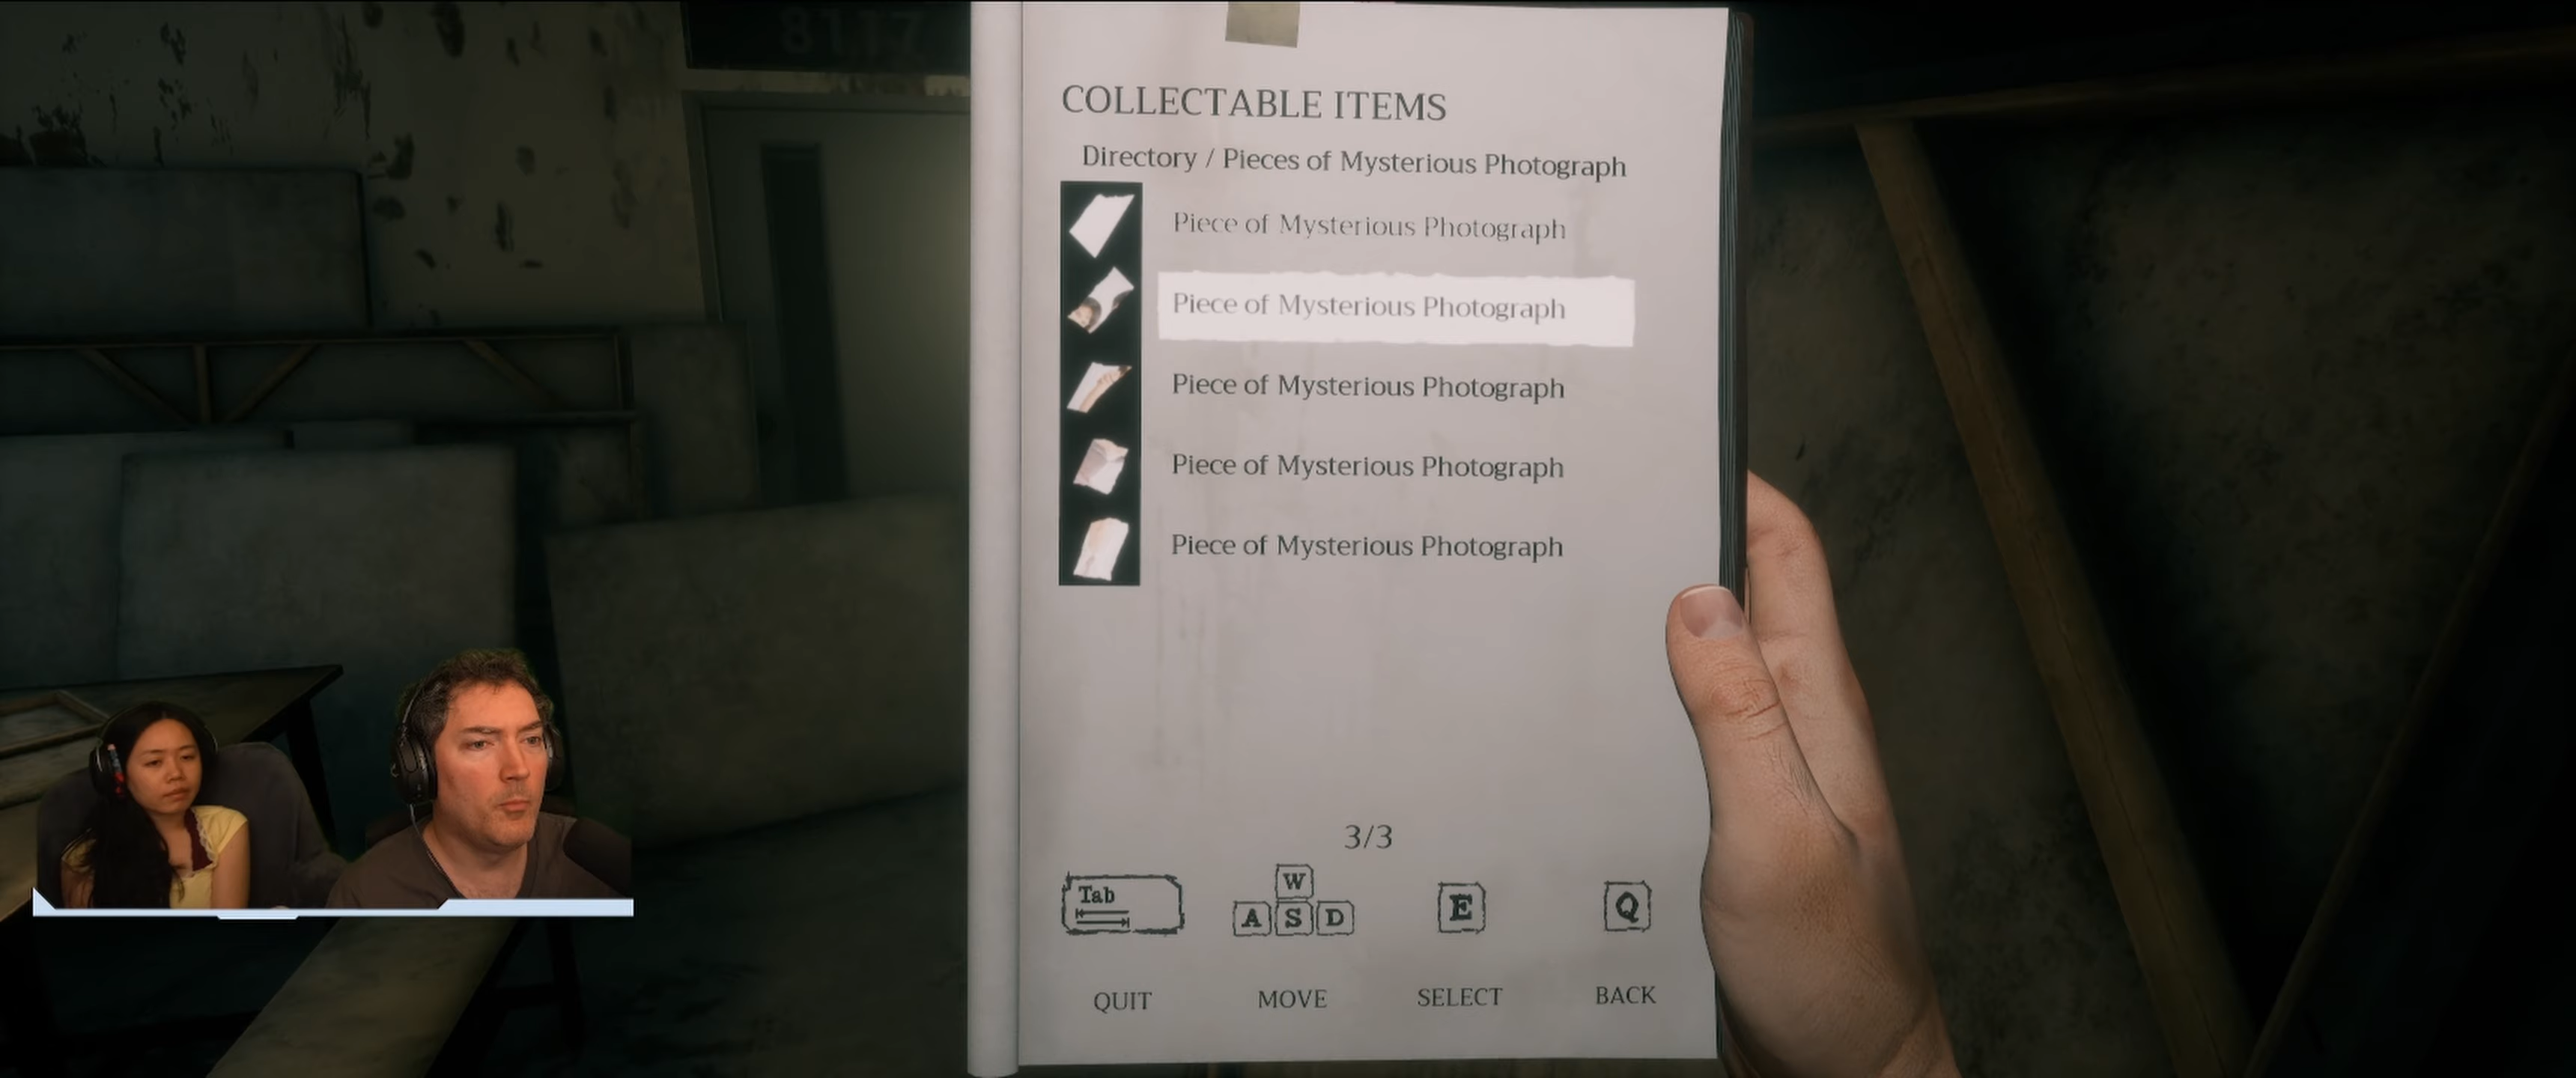 8117
COLLECTABLE ITEMS
Directory / Pieces of Mysterious Photograph
Piece of Mysterious Photograph
Piece of Mysterious Photograph
Piece of Mysterious Photograph
Piece of Mysterious Photograph
Piece of Mysterious Photograph
3/3
Tab
W
A S D
E
Q
QUIT MOVE SELECT BACK